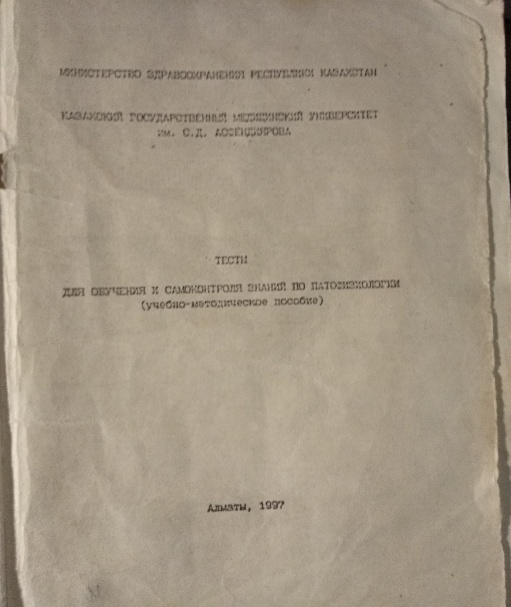 МИНИСТЕРСТВО ЗДРАВООХРАНЕНИЯ РЕСПУБЛИКИ КАЗАХСТАН
КАЗАХСКИЙ ГОСУДАРСТВЕННЫЙ МЕДИЦИНСКИЙ УНИВЕРСИТЕТ
им. С.Д. АСФЕНДИЯРОВА
ТЕСТЫ
ДЛЯ ОБУЧЕНИЯ И САМОКОНТРОЛЯ ЗНАНИЙ ПО ПАТОФИЗИОЛОГИИ
(учебно-методическое пособие)
Алматы, 1997